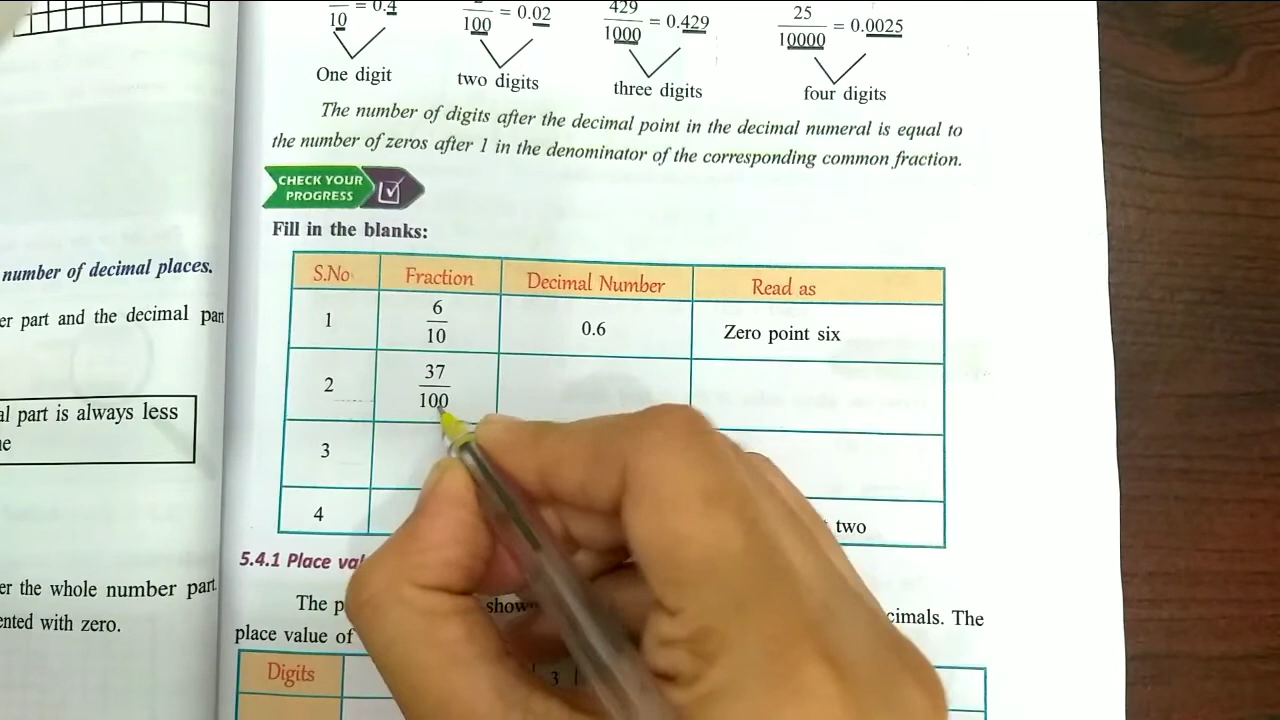 10 = 0.4 100 = 0.02 429/1000 = 0.429 25/10000 = 0.0025
One digit two digits three digits four digits
The number of digits after the decimal point in the decimal numeral is equal to
the number of zeros after 1 in the denominator of the corresponding common fraction.
CHECK YOUR
PROGRESS
Fill in the blanks:
S.No Fraction Decimal Number Read as
1 6/10 0.6 Zero point six
2 37/100
3
4 two
5.4.1 Place
The
place value of
show
cimals. The
Digits 3
number of decimal places.
er part and the decimal
al part is always less
er the whole number part
ented with zero.